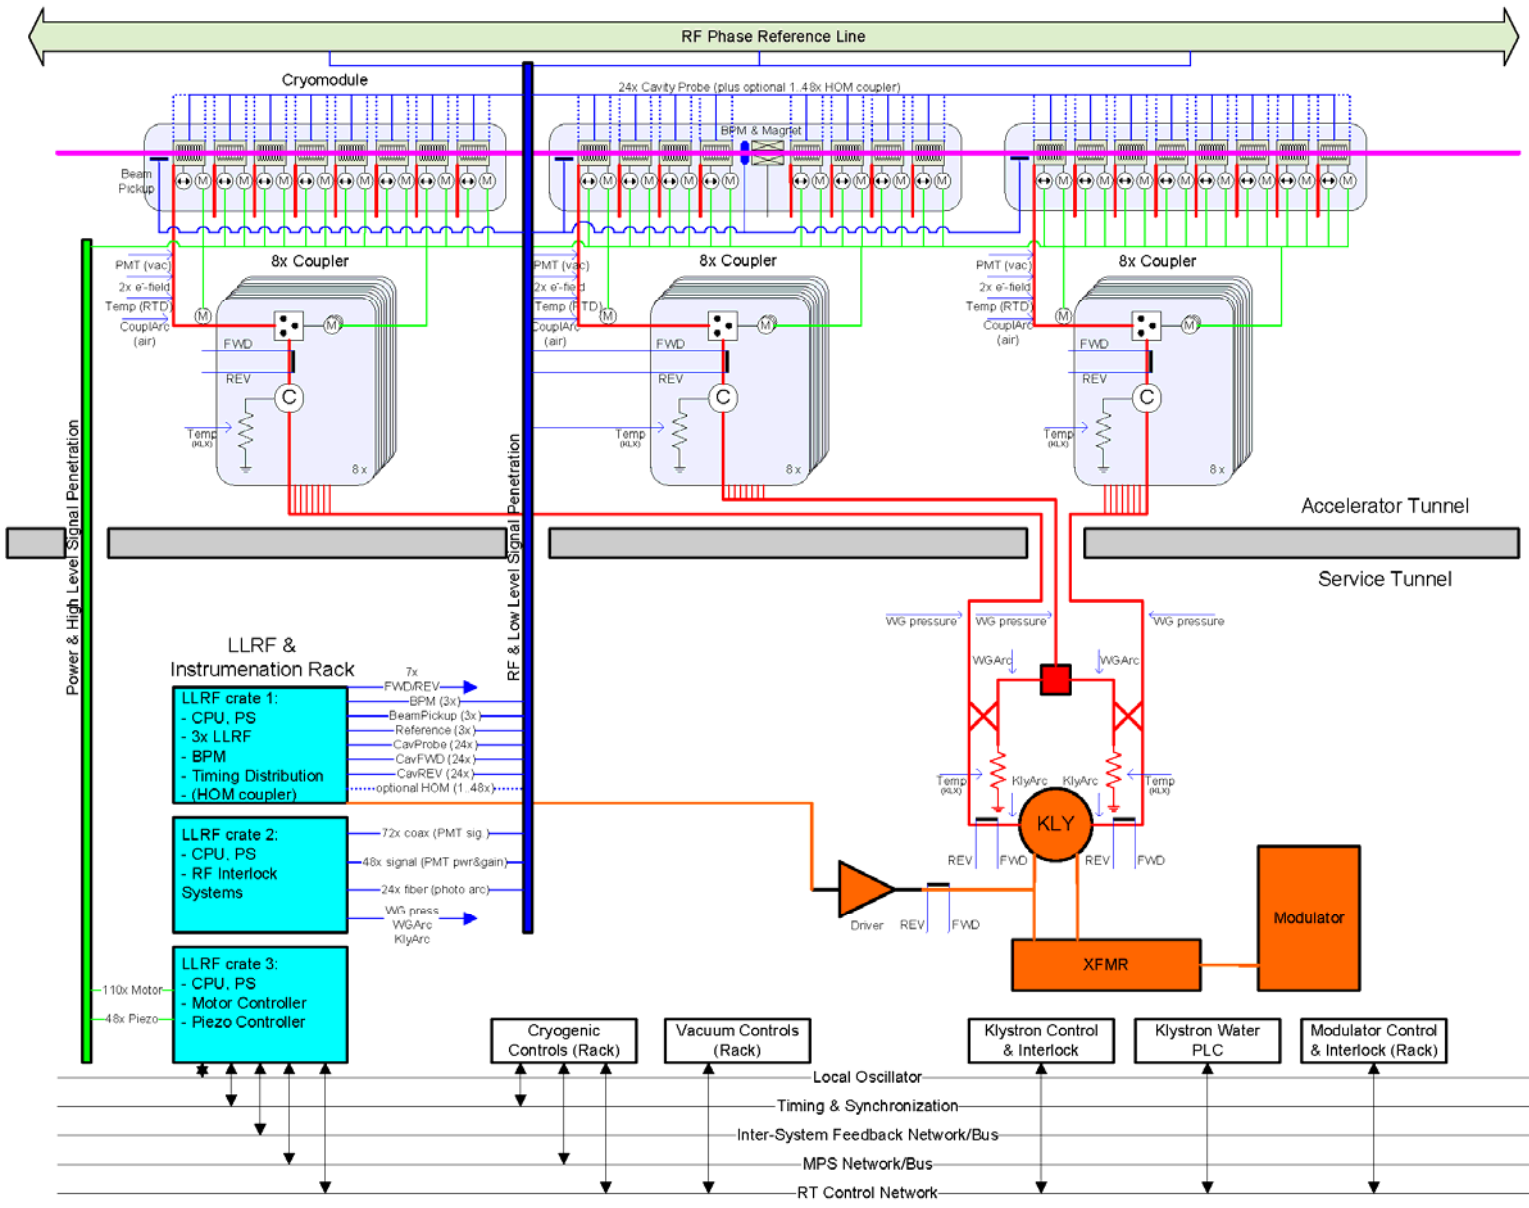 RF Phase Reference Line
Cryomodule
24x Cavity Probe (plus optional 1..48x HOM coupler)
BPM & Magnet
Beam
Pickup
M M M M M M M M
M M M M M M M M
M M M M M M M M
8x Coupler
8x Coupler
8x Coupler
PMT (vac)
2x e-field
Temp (RTD)
CouplArc
(air)
M
M
FWD
REV
C
Temp
(KLX)
8 x
PMT (vac)
2x e-field
Temp (RTD)
CouplArc
(air)
M
M
FWD
REV
C
Temp
(KLX)
8 x
PMT (vac)
2x e-field
Temp (RTD)
CouplArc
(air)
M
M
FWD
REV
C
Temp
(KLX)
8 x
Power & High Level Signal Penetration
RF & Low Level Signal Penetration
Accelerator Tunnel
Service Tunnel
WG pressure
WG pressure
WG pressure
WGArc
WGArc
Temp
(KLX)
KlyArc
KlyArc
Temp
(KLX)
KLY
REV
FWD
REV
FWD
LLRF &
Instrumenation Rack
LLRF crate 1:
- CPU, PS
- 3x LLRF
- BPM
- Timing Distribution
- (HOM coupler)
7x
FWD/REV
BPM (3x)
BeamPickup (3x)
Reference (3x)
CavProbe (24x)
CavFWD (24x)
CavREV (24x)
optional HOM (1..48x)
LLRF crate 2:
- CPU, PS
- RF Interlock
Systems
72x coax (PMT sig.)
48x signal (PMT pwr&gain)
24x fiber (photo arc)
WG press
WGArc
KlyArc
Driver
REV
FWD
XFMR
Modulator
LLRF crate 3:
- CPU, PS
- Motor Controller
- Piezo Controller
110x Motor
48x Piezo
Cryogenic
Controls (Rack)
Vacuum Controls
(Rack)
Klystron Control
& Interlock
Klystron Water
PLC
Modulator Control
& Interlock (Rack)
Local Oscillator
Timing & Synchronization
Inter-System Feedback Network/Bus
MPS Network/Bus
RT Control Network